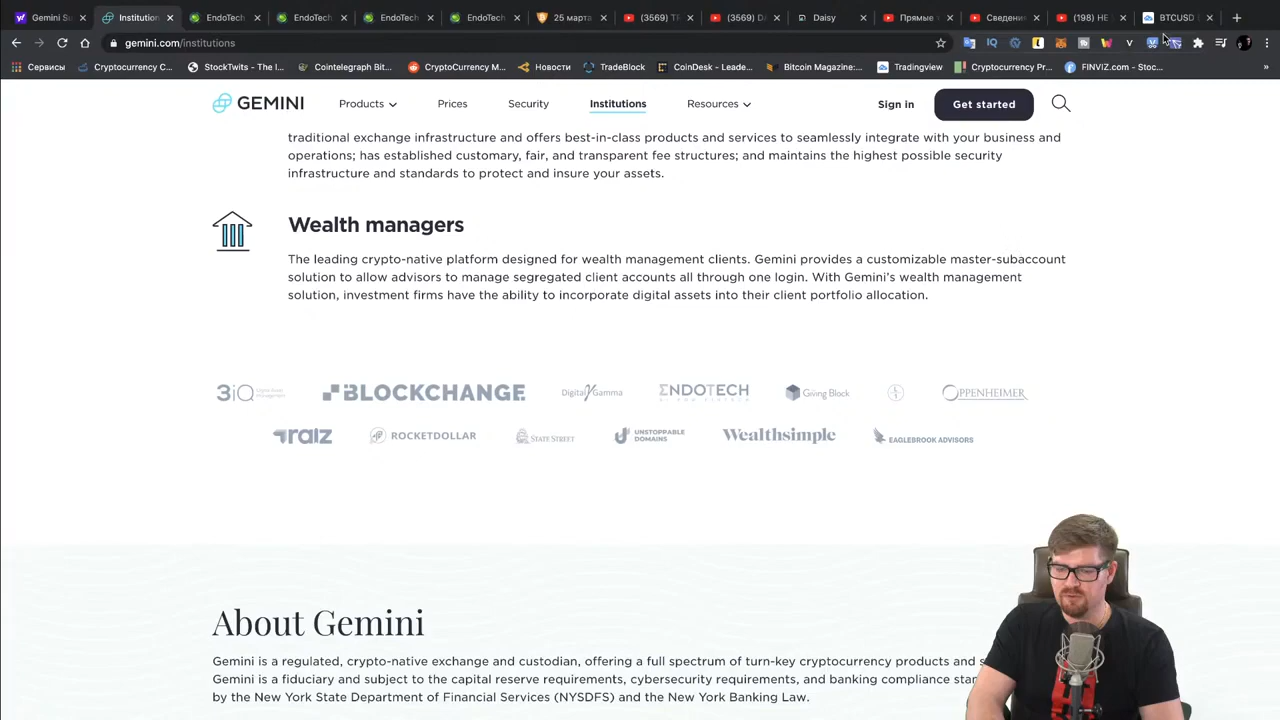 Gemini Su
Institution
EndoTech
EndoTech
EndoTech
EndoTech
25 марта
(3569) TF
(3569) D
Daisy
Прямые
Сведения
(198) НЕ
BTCUSD
gemini.com/institutions
Сервисы
Cryptocurrency C...
StockTwits - The l...
Cointelegraph Bit...
CryptoCurrency M...
Новости
TradeBlock
CoinDesk - Leade...
Bitcoin Magazine:...
Tradingview
Cryptocurrency Pr...
FINVIZ.com - Stoc...
»
GEMINI
Products
Prices
Security
Institutions
Resources
Sign in
Get started
traditional exchange infrastructure and offers best-in-class products and services to seamlessly integrate with your business and
operations; has established customary, fair, and transparent fee structures; and maintains the highest possible security
infrastructure and standards to protect and insure your assets.
Wealth managers
The leading crypto-native platform designed for wealth management clients. Gemini provides a customizable master-subaccount
solution to allow advisors to manage segregated client accounts all through one login. With Gemini's wealth management
solution, investment firms have the ability to incorporate digital assets into their client portfolio allocation.
3iQ
BLOCKCHANGE
Digital Gamma
ENDOTECH
Giving Block
OPPENHEIMER
raiz
ROCKETDOLLAR
STATE STREET
UNSTOPPABLE
DOMAINS
Wealthsimple
EAGLEBROOK ADVISORS
About Gemini
Gemini is a regulated, crypto-native exchange and custodian, offering a full spectrum of turn-key cryptocurrency products and s
Gemini is a fiduciary and subject to the capital reserve requirements, cybersecurity requirements, and banking compliance star
by the New York State Department of Financial Services (NYSDFS) and the New York Banking Law.